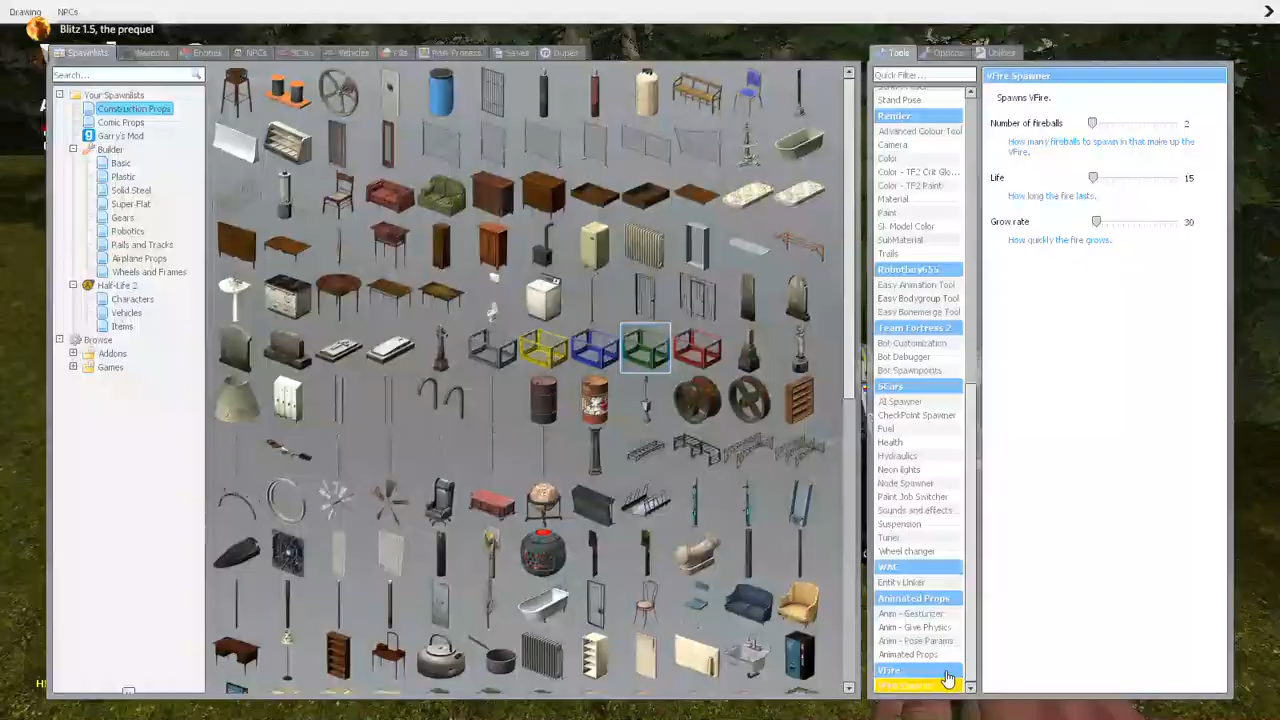 Drawing NPCs
Blitz 1.5, the prequel
Spawnlists Weapons Entities NPCs SCars Vehicles Post Process Saves Dupes
Tools Options Utilities
Search...
Your Spawnlists
Construction Props
Comic Props
Garry's Mod
Builder
Basic
Plastic
Solid Steel
Super Flat
Gears
Robotics
Rails and Tracks
Airplane Props
Wheels and Frames
Half-Life 2
Characters
Vehicles
Items
Browse
Addons
Games
Quick Filter...
Stand Pose
Render
Advanced Colour Tool
Camera
Color
Color - TF2 Crit Glo...
Color - TF2 Paint
Material
Paint
SF Model Color
SubMaterial
Trails
Robotboy655
Easy Animation Tool
Easy Bodygroup Tool
Easy Bonemerge Tool
Team Fortress 2
Bot Customization
Bot Debugger
Bot Spawnpoints
SCars
AI Spawner
CheckPoint Spawner
Fuel
Health
Hydraulics
Neon lights
Node Spawner
Paint Job Switcher
Sounds and effects
Suspension
Tuner
Wheel changer
WAC
Entity Linker
Animated Props
Anim - Gesturizer
Anim - Give Physics
Anim - Pose Params
Animated Props
VFire
VFire Spawner
VFire Spawner
Spawns VFire.
Number of fireballs 2
How many fireballs to spawn in that make up the
VFire.
Life 15
How long the fire lasts.
Grow rate 30
How quickly the fire grows.